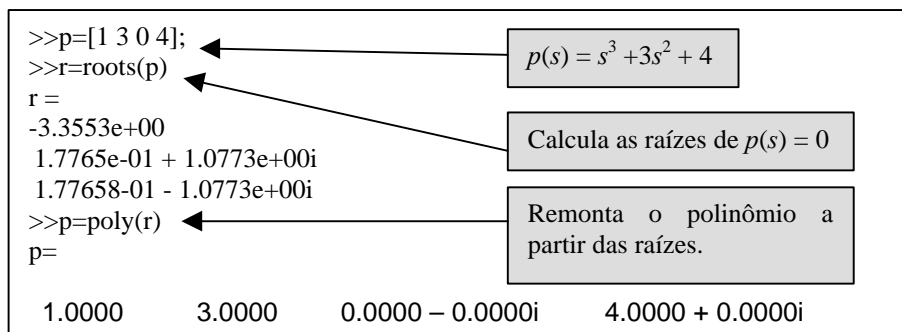 >>p=[1 3 0 4];
p(s) = s³ +3s² + 4
>>r=roots(p)
r =
-3.3553e+00
1.7765e-01 + 1.0773e+00i
1.77658-01 - 1.0773e+00i
Calcula as raízes de p(s) = 0
>>p=poly(r)
p=
Remonta o polinômio a
partir das raízes.
1.0000 3.0000 0.0000 – 0.0000i 4.0000 + 0.0000i